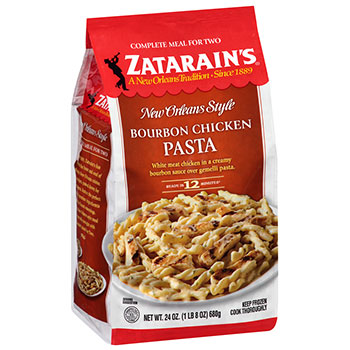 COMPLETE MEAL FOR TWO
ZATARAIN'S
A New Orleans Tradition - Since 1889
New Orleans Style
BOURBON CHICKEN
PASTA
White meat chicken in a creamy
bourbon sauce over gemelli pasta.
READY IN 12 MINUTES
KEEP FROZEN
COOK THOROUGHLY
NET WT. 24 OZ. (1 LB 8 OZ) 680g